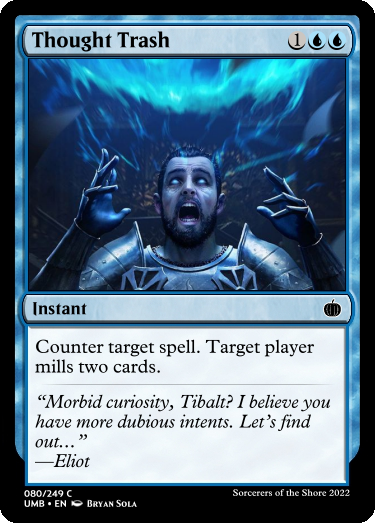 Thought Trash 1
Instant
Counter target spell. Target player
mills two cards.
“Morbid curiosity, Tibalt? I believe you
have more dubious intents. Let’s find
out…”
—Eliot
080/249 C Sorcerers of the Shore 2022
UMB • EN Bryan Sola